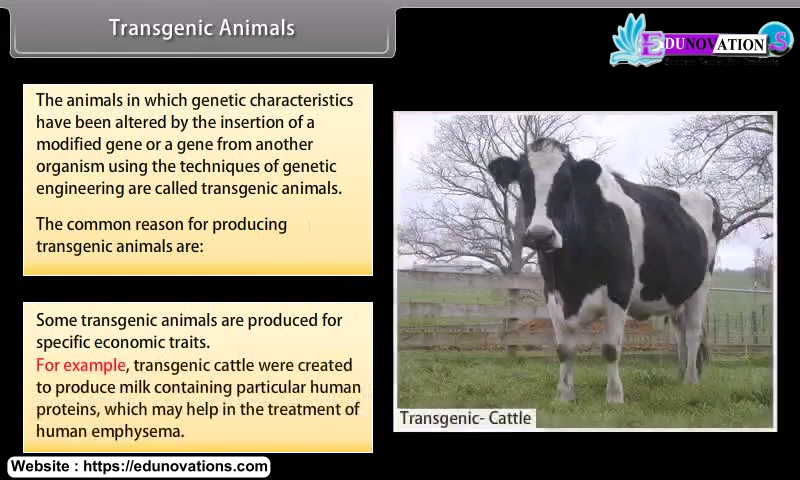 Transgenic Animals
EDUNOVATIONS
The animals in which genetic characteristics
have been altered by the insertion of a
modified gene or a gene from another
organism using the techniques of genetic
engineering are called transgenic animals.
The common reason for producing
transgenic animals are:
Some transgenic animals are produced for
specific economic traits.
For example, transgenic cattle were created
to produce milk containing particular human
proteins, which may help in the treatment of
human emphysema.
Transgenic- Cattle
Website : https://edunovations.com